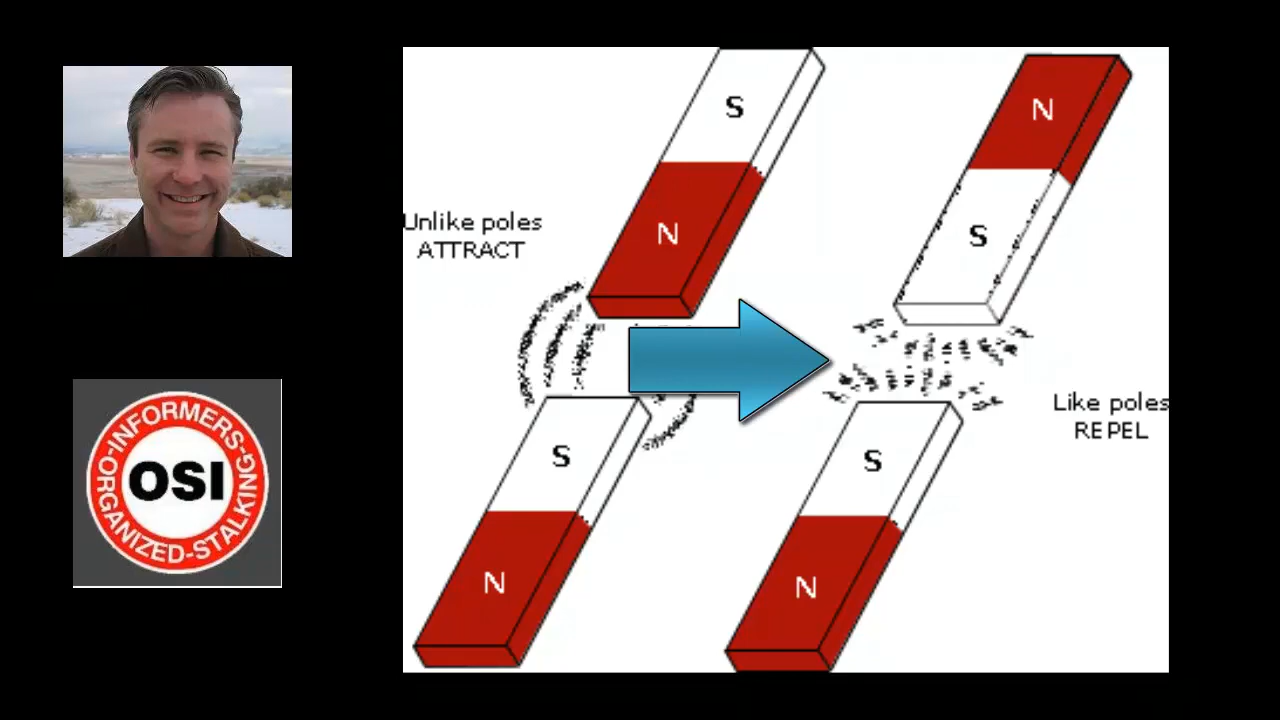 S
N
N
S
Unlike poles
ATTRACT
Like poles
REPEL
S
N
S
N
OSI
ORGANIZED-STALKING-INFORMERS-